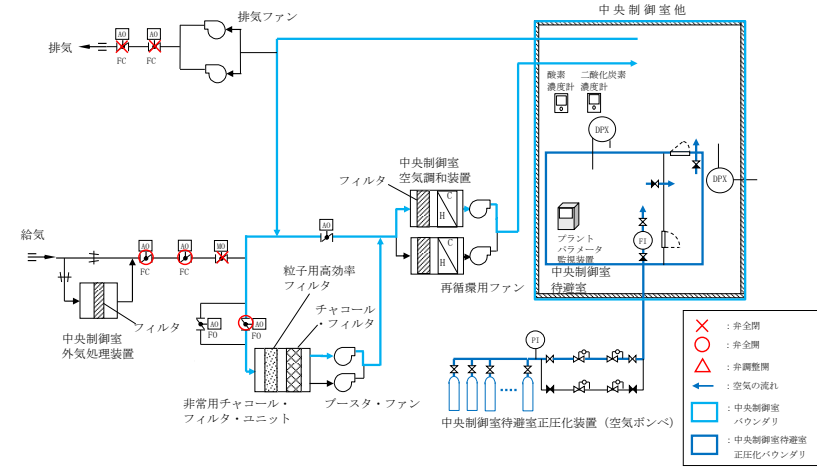 中央制御室他
排気ファン
AO
AO
排気
FC
FC
酸素
濃度計
二酸化炭素
濃度計
DPX
DPX
中央制御室
空気調和装置
フィルタ
C
H
C
H
再循環用ファン
AO
プラント
パラメータ
監視装置
FI
中央制御室
待避室
給気
AO
AO
MO
FC
FC
フィルタ
中央制御室
外気処理装置
粒子用高効率
フィルタ
チャコール
・フィルタ
AO
FO
AO
FO
非常用チャコール・
フィルタ・ユニット
ブースタ・ファン
PI
中央制御室待避室正圧化装置（空気ボンベ）
：弁全閉
：弁全開
：弁調整開
：空気の流れ
：中央制御室
バウンダリ
：中央制御室待避室
正圧化バウンダリ